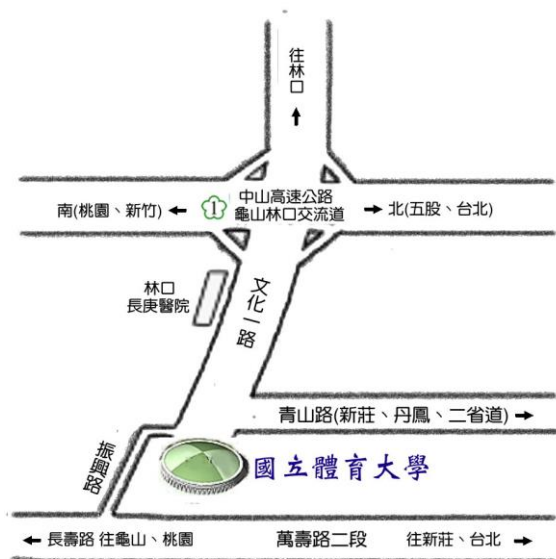 往林口
南(桃園、新竹)
1
中山高速公路
龜山林口交流道
北(五股、台北)
林口
長庚醫院
文化一路
青山路(新莊、丹鳳、二省道)
振興路
國立體育大學
長壽路 往龜山、桃園
萬壽路二段
往新莊、台北